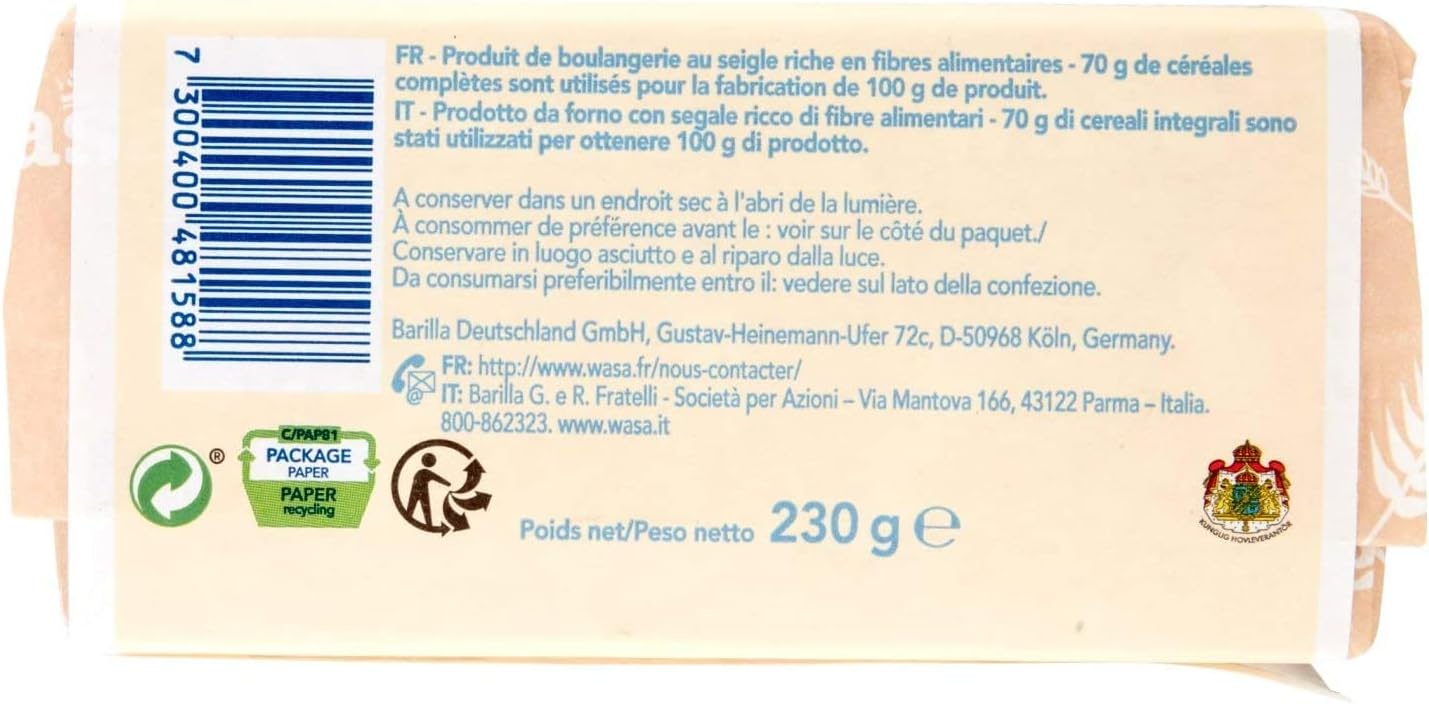 7 300400 481588
FR - Produit de boulangerie au seigle riche en fibres alimentaires - 70 g de céréales
complètes sont utilisés pour la fabrication de 100 g de produit.
IT - Prodotto da forno con segale ricco di fibre alimentari - 70 g di cereali integrali sono
stati utilizzati per ottenere 100 g di prodotto.
A conserver dans un endroit sec à l'abri de la lumière.
À consommer de préférence avant le : voir sur le côté du paquet./
Conservare in luogo asciutto e al riparo dalla luce.
Da consumarsi preferibilmente entro il: vedere sul lato della confezione.
Barilla Deutschland GmbH, Gustav-Heinemann-Ufer 72c, D-50968 Köln, Germany.
FR: http://www.wasa.fr/nous-contacter/
@ IT: Barilla G. e R. Fratelli - Società per Azioni – Via Mantova 166, 43122 Parma – Italia.
800-862323. www.wasa.it
®
C/PAP81
PACKAGE
PAPER
PAPER
recycling
Poids net/Peso netto 230 g ℮
KUNGLIG HOVLEVERANTÖR